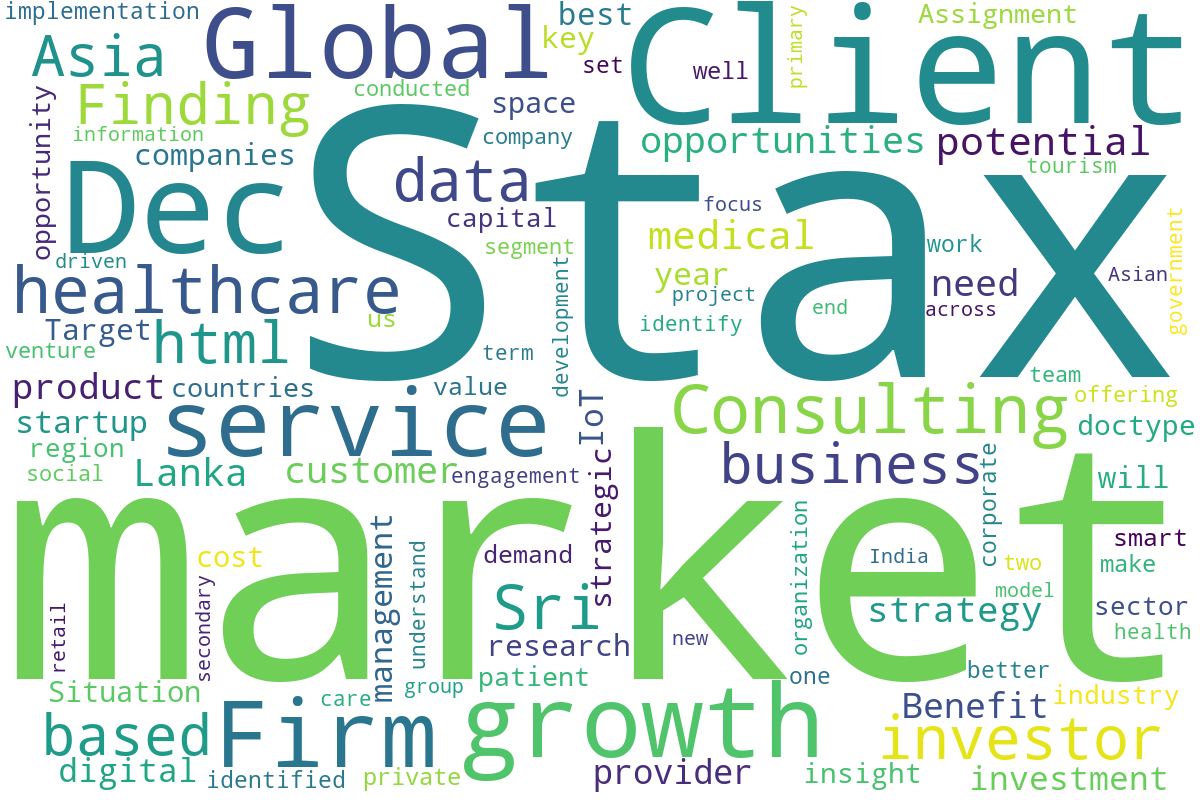 implementation
Global
best
Client
primary
Assignment
Asia
key
set
well
Finding
conducted
space
information
company
opportunities
potential
opportunity
companies
Stax
Dec
data
tourism
capital
focus
segment
medical
work
government
driven
healthcare
development
year
project
need
Asian
across
us
identify
end
Target
html
term
venture
product
countries
value
team
offering
startup
service
IoT
Consulting
doctype
region
Lanka
customer
engagement
strategic
business
corporate
will
social
market
management
understand
demand
organization
India
smart
cost
two
make
secondary
Sri
model
retail
strategy
sector
research
new
health
patient
one
better
Situation
care
group
Benefit
industry
based
Firm
growth
investor
digital
identified
private
provider
insight
investment